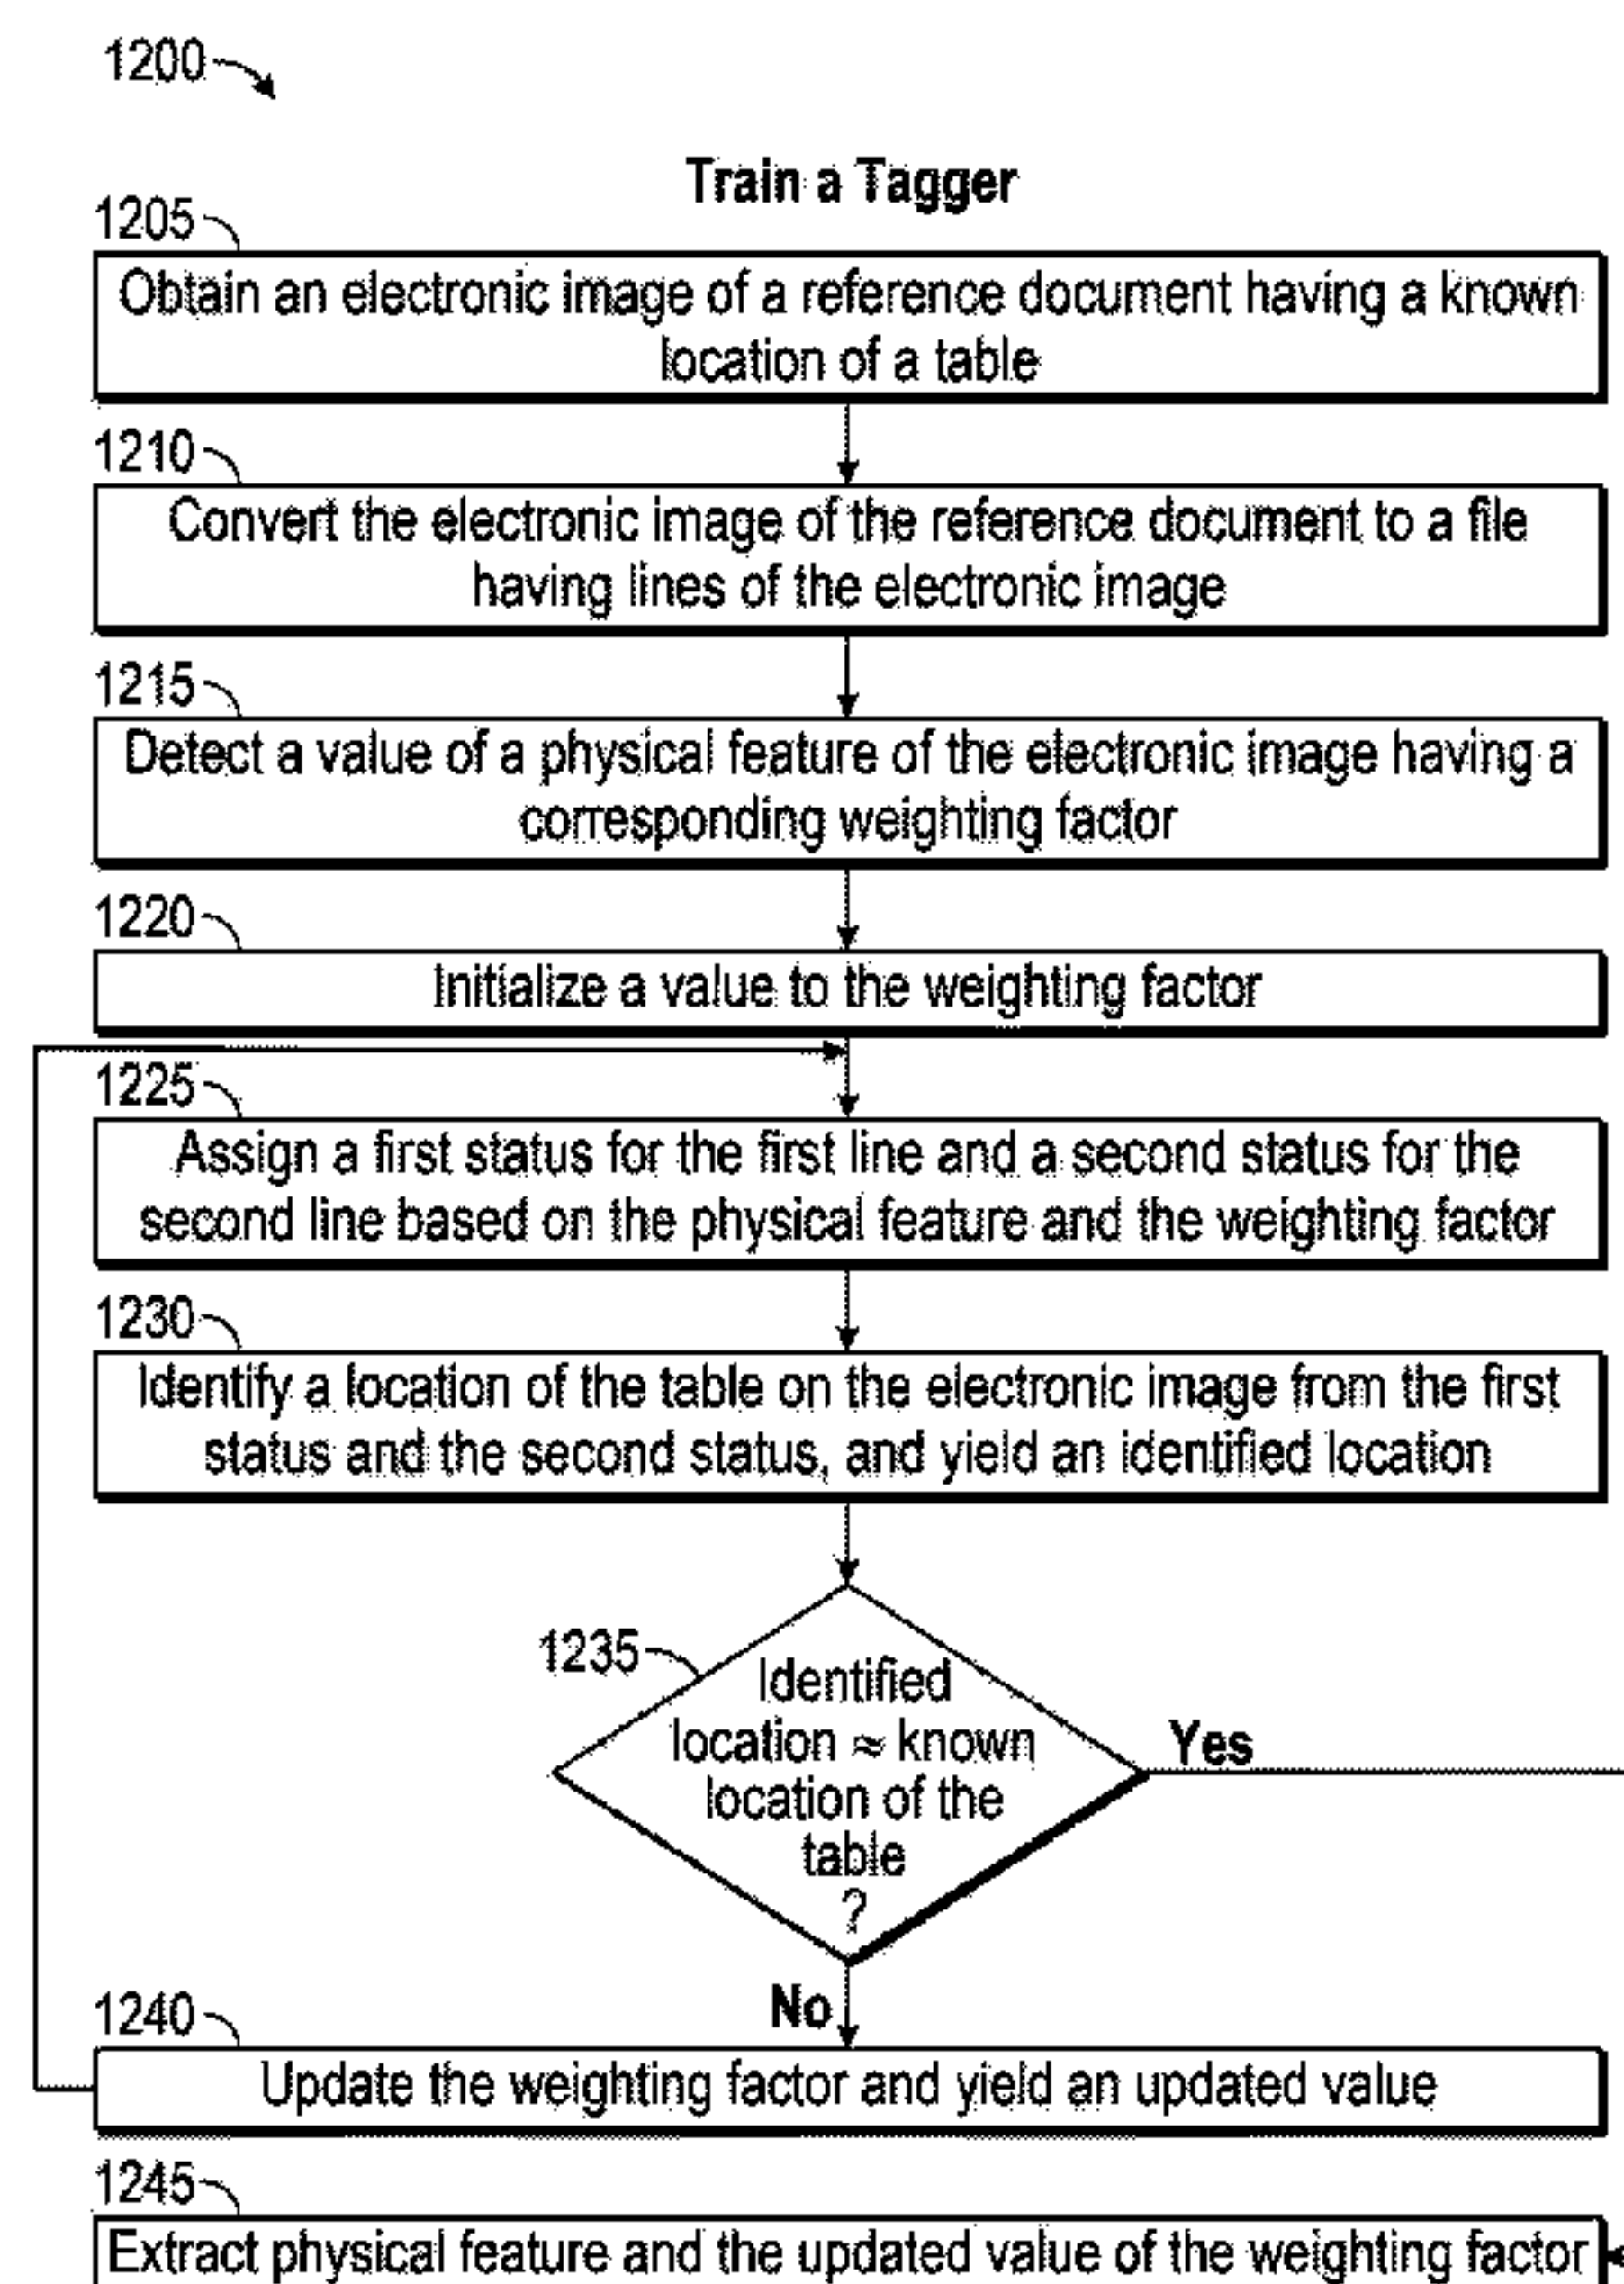 1200
Train a Tagger
1205
Obtain an electronic image of a reference document having a known
location of a table
1210
Convert the electronic image of the reference document to a file
having lines of the electronic image
1215
Detect a value of a physical feature of the electronic image having a
corresponding weighting factor
1220
Initialize a value to the weighting factor
1225
Assign a first status for the first line and a second status for the
second line based on the physical feature and the weighting factor
1230
Identify a location of the table on the electronic image from the first
status and the second status, and yield an identified location
1235
Identified
location ≈ known
location of the
table
?
Yes
No
1240
Update the weighting factor and yield an updated value
1245
Extract physical feature and the updated value of the weighting factor